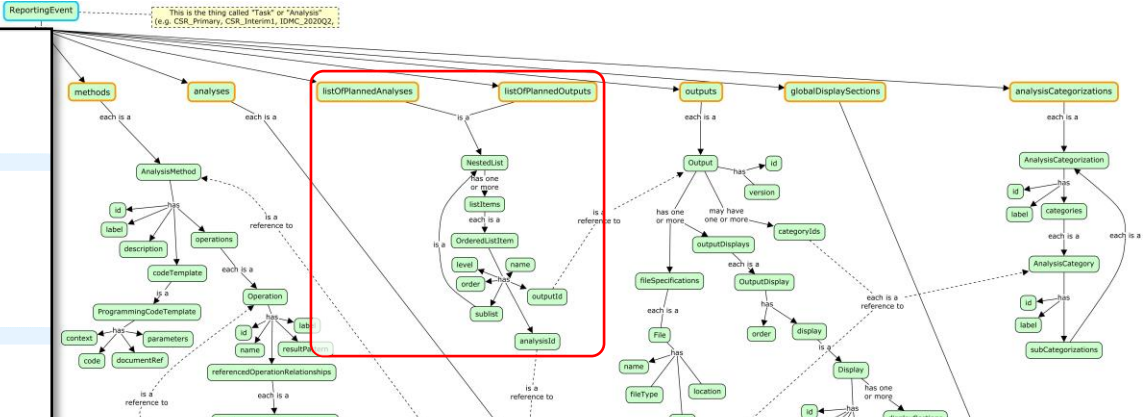 ReportingEvent
This is the thing called "Task" or "Analysis"
(e.g. CSR_Primary, CSR_Interim1, IDMC_2020Q2,
methods
analyses
listOfPlannedAnalyses
listOfPlannedOutputs
outputs
globalDisplaySections
analysisCategorizations
each is a
each is a
is a
each is a
each is a
AnalysisMethod
NestedList
Output
id
AnalysisCategorization
has
version
has one
or more
has
id
label
categories
listItems
has
id
label
description
operations
is a
reference to
each is a
is a
reference to
has one
or more
may have
one or more
categoryIds
each is a
each is a
OrderedListItem
is a
outputDisplays
codeTemplate
each is a
level
name
order
has
outputId
sublist
each is a
AnalysisCategory
fileSpecifications
OutputDisplay
is a
Operation
each is a
reference to
has
id
label
ProgrammingCodeTemplate
each is a
has
has
context
parameters
code
documentRef
has
id
label
name
resultPattern
analysisId
File
order
display
is a
subCategorizations
has
name
fileType
location
Display
referencedOperationRelationships
is a
reference to
each is a
is a
reference to
has one
or more
id
has